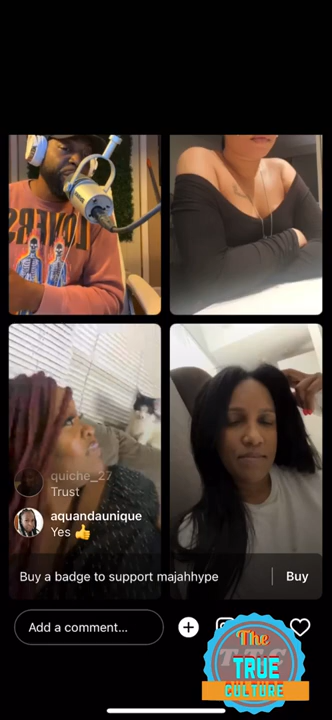 LOVERS
quiche_27
Trust
aquandaunique
Yes 👍
Buy a badge to support majahhype
Buy
Add a comment...
The
TRUE
CULTURE